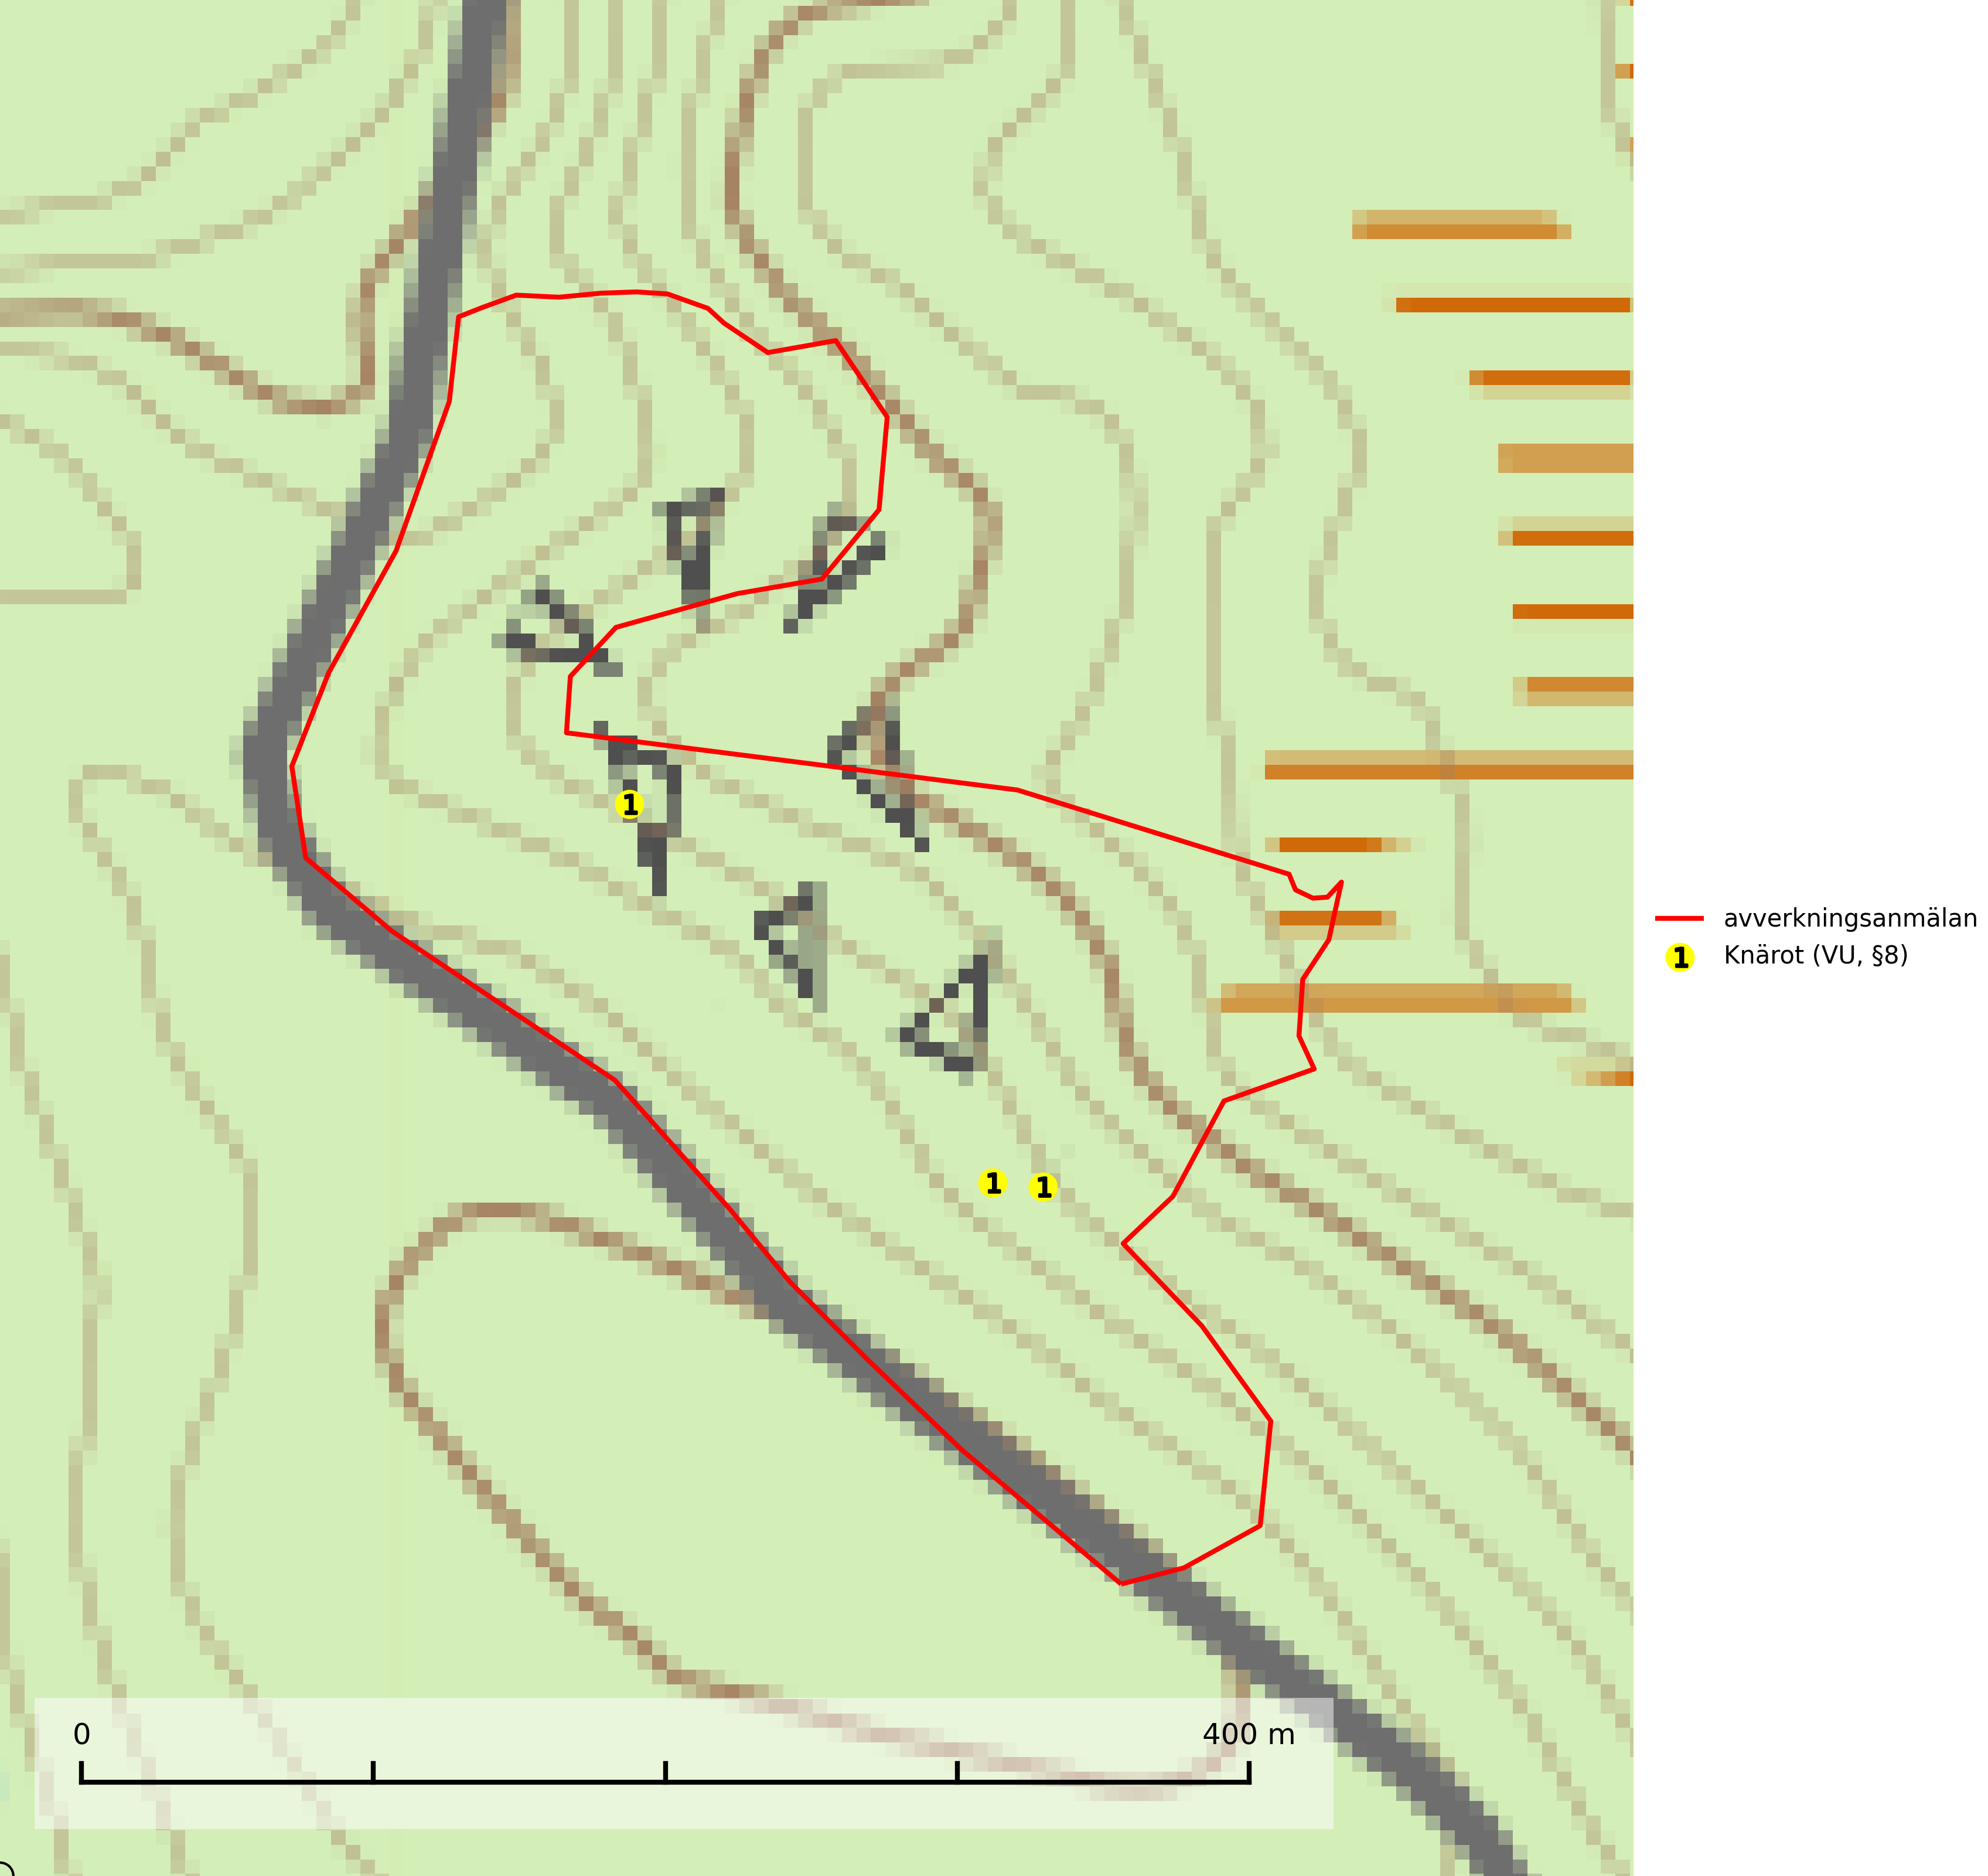 1
1
1
avverkningsanmälan
1 Knärot (VU, §8)
0 400 m